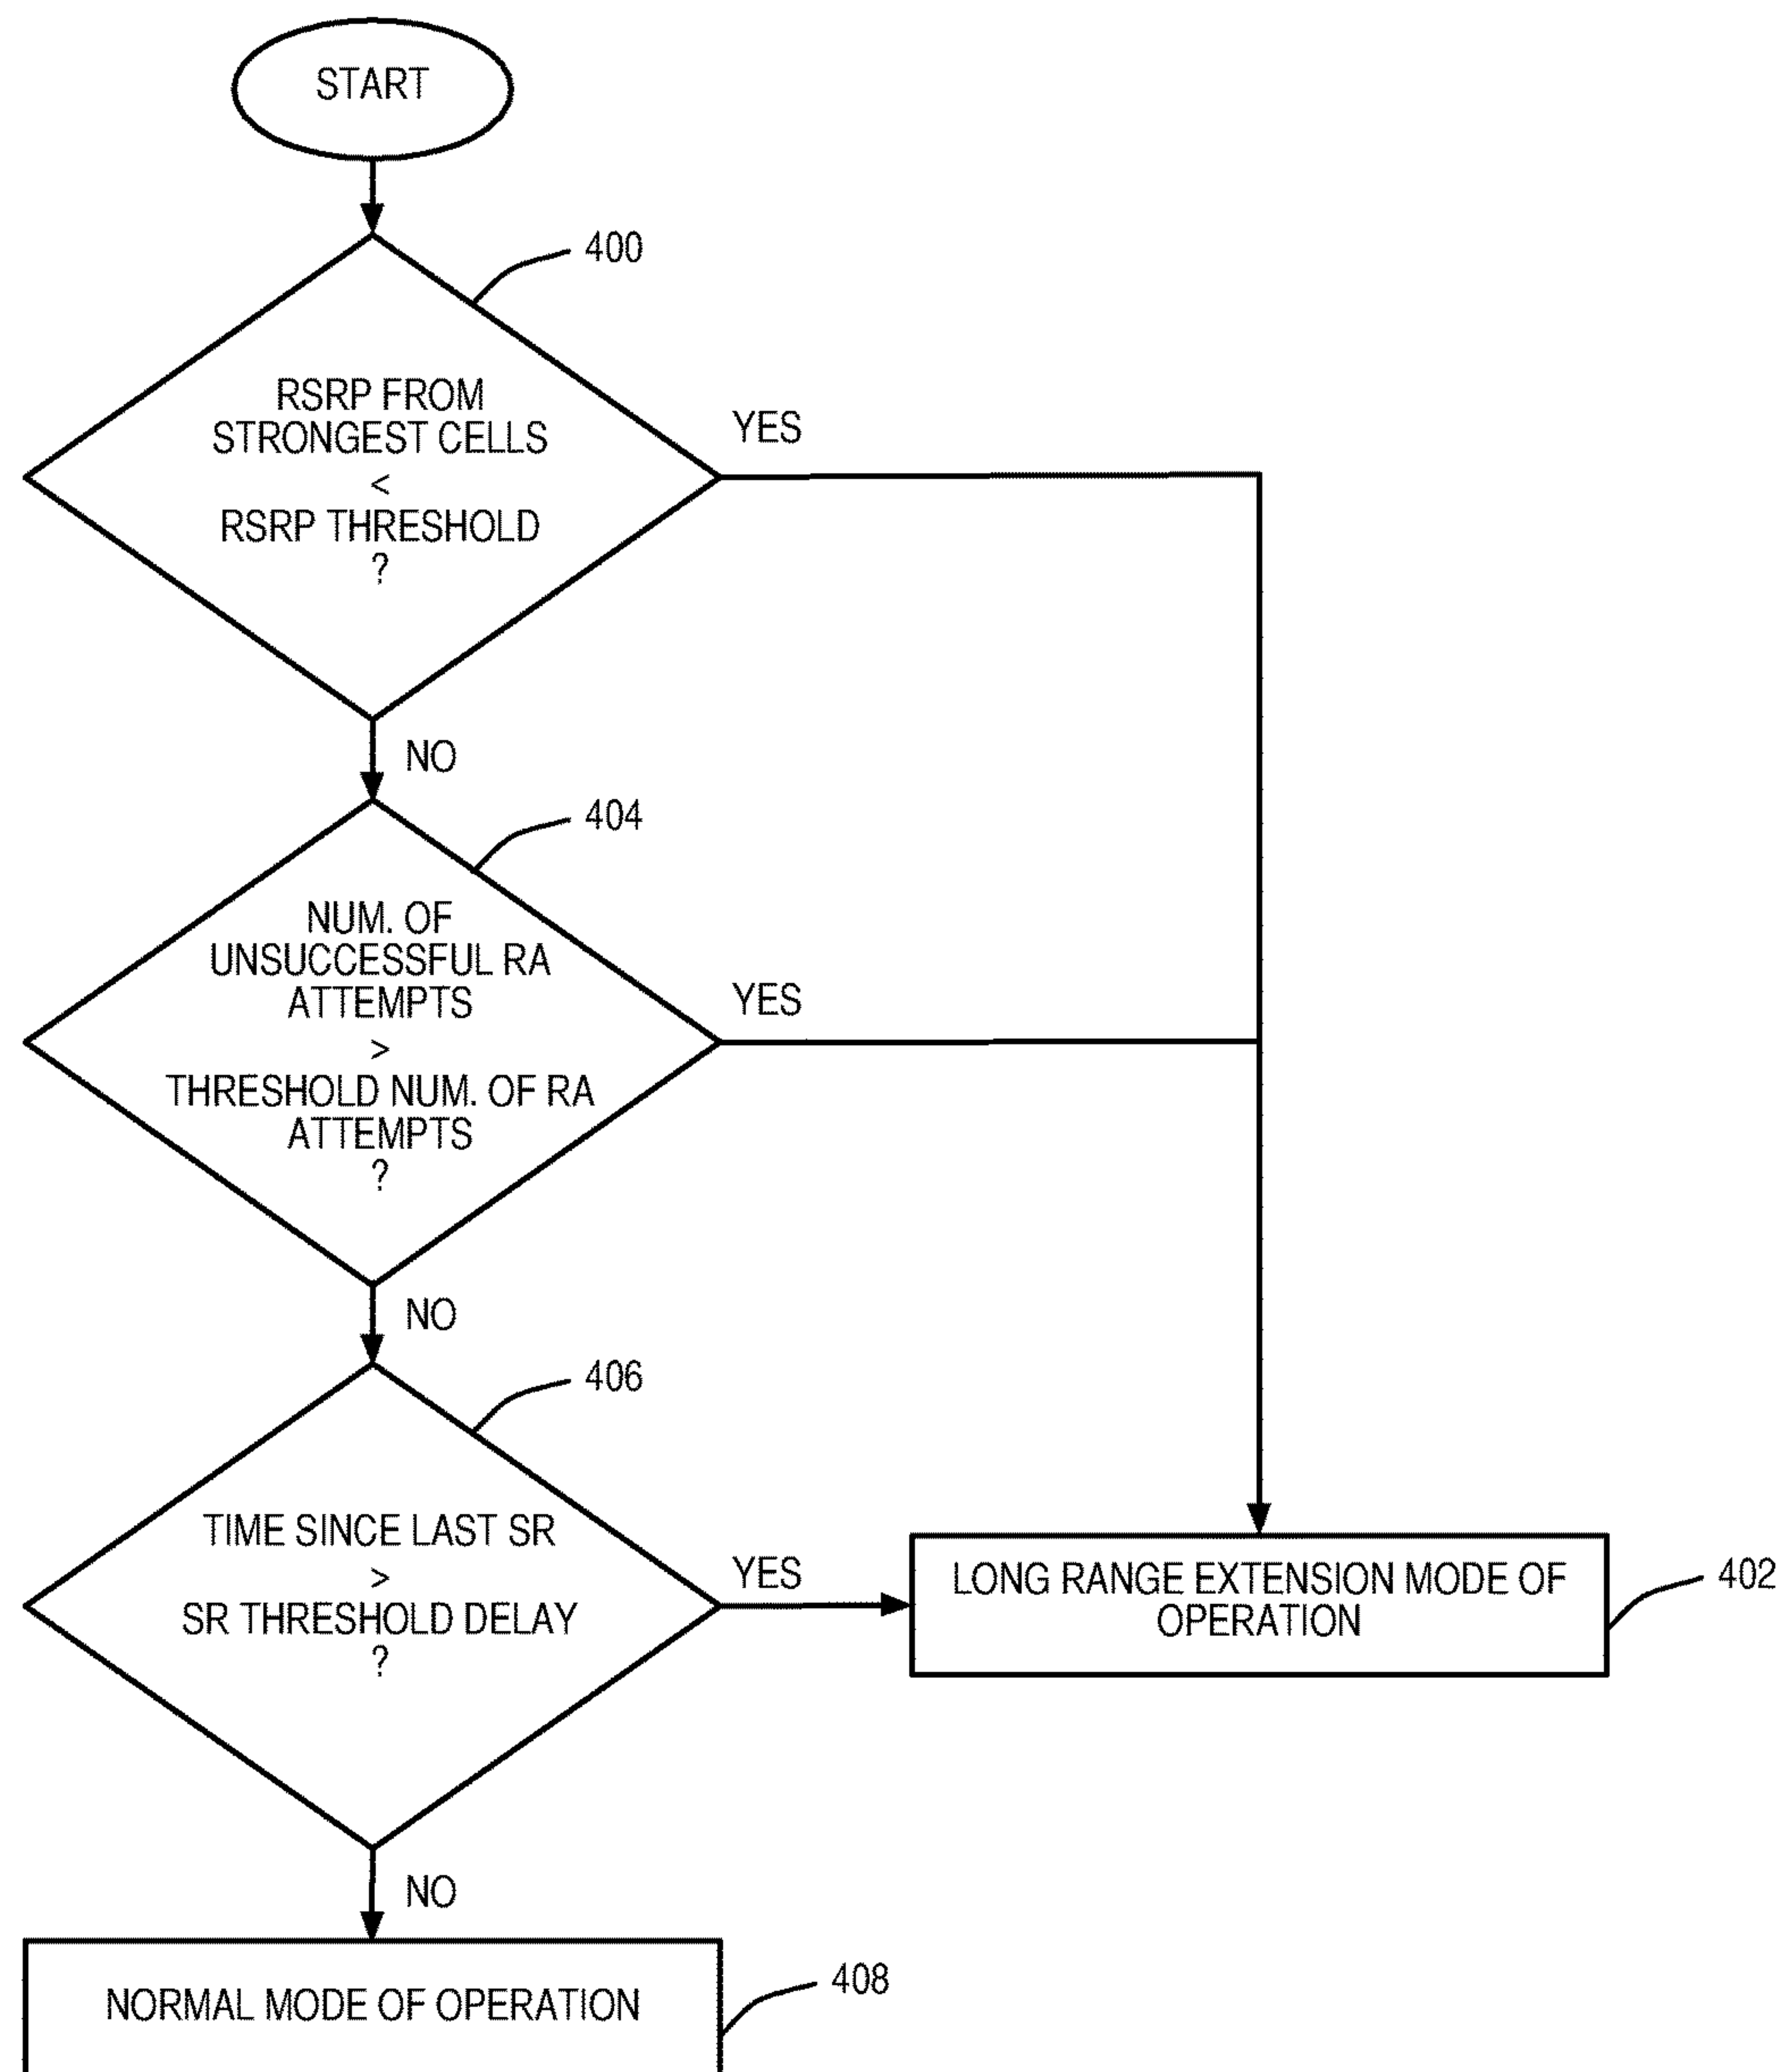 START
400
RSRP FROM
STRONGEST CELLS
<
RSRP THRESHOLD
?
YES
NO
404
NUM. OF
UNSUCCESSFUL RA
ATTEMPTS
>
THRESHOLD NUM. OF RA
ATTEMPTS
?
YES
NO
406
TIME SINCE LAST SR
>
SR THRESHOLD DELAY
?
YES
LONG RANGE EXTENSION MODE OF
OPERATION
402
NO
NORMAL MODE OF OPERATION
408